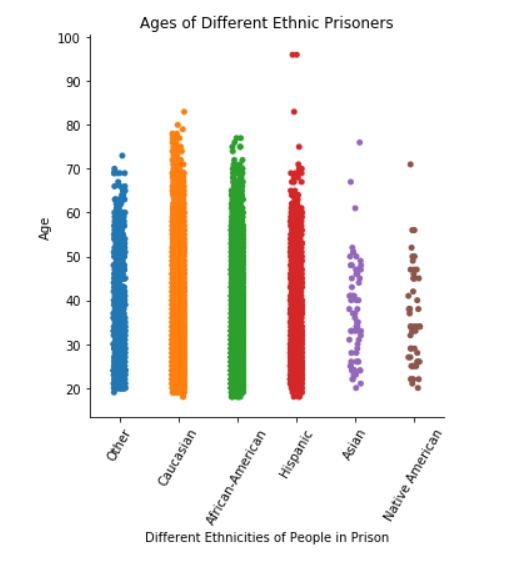 Ages of Different Ethnic Prisoners
100
90
80
70
60
50
40
30
20
Age
Other
Caucasian
African-American
Hispanic
Asian
Native American
Different Ethnicities of People in Prison